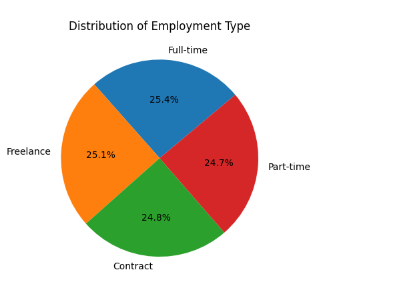 Distribution of Employment Type
Full-time
25.4%
Freelance
25.1%
24.7%
Part-time
24.8%
Contract